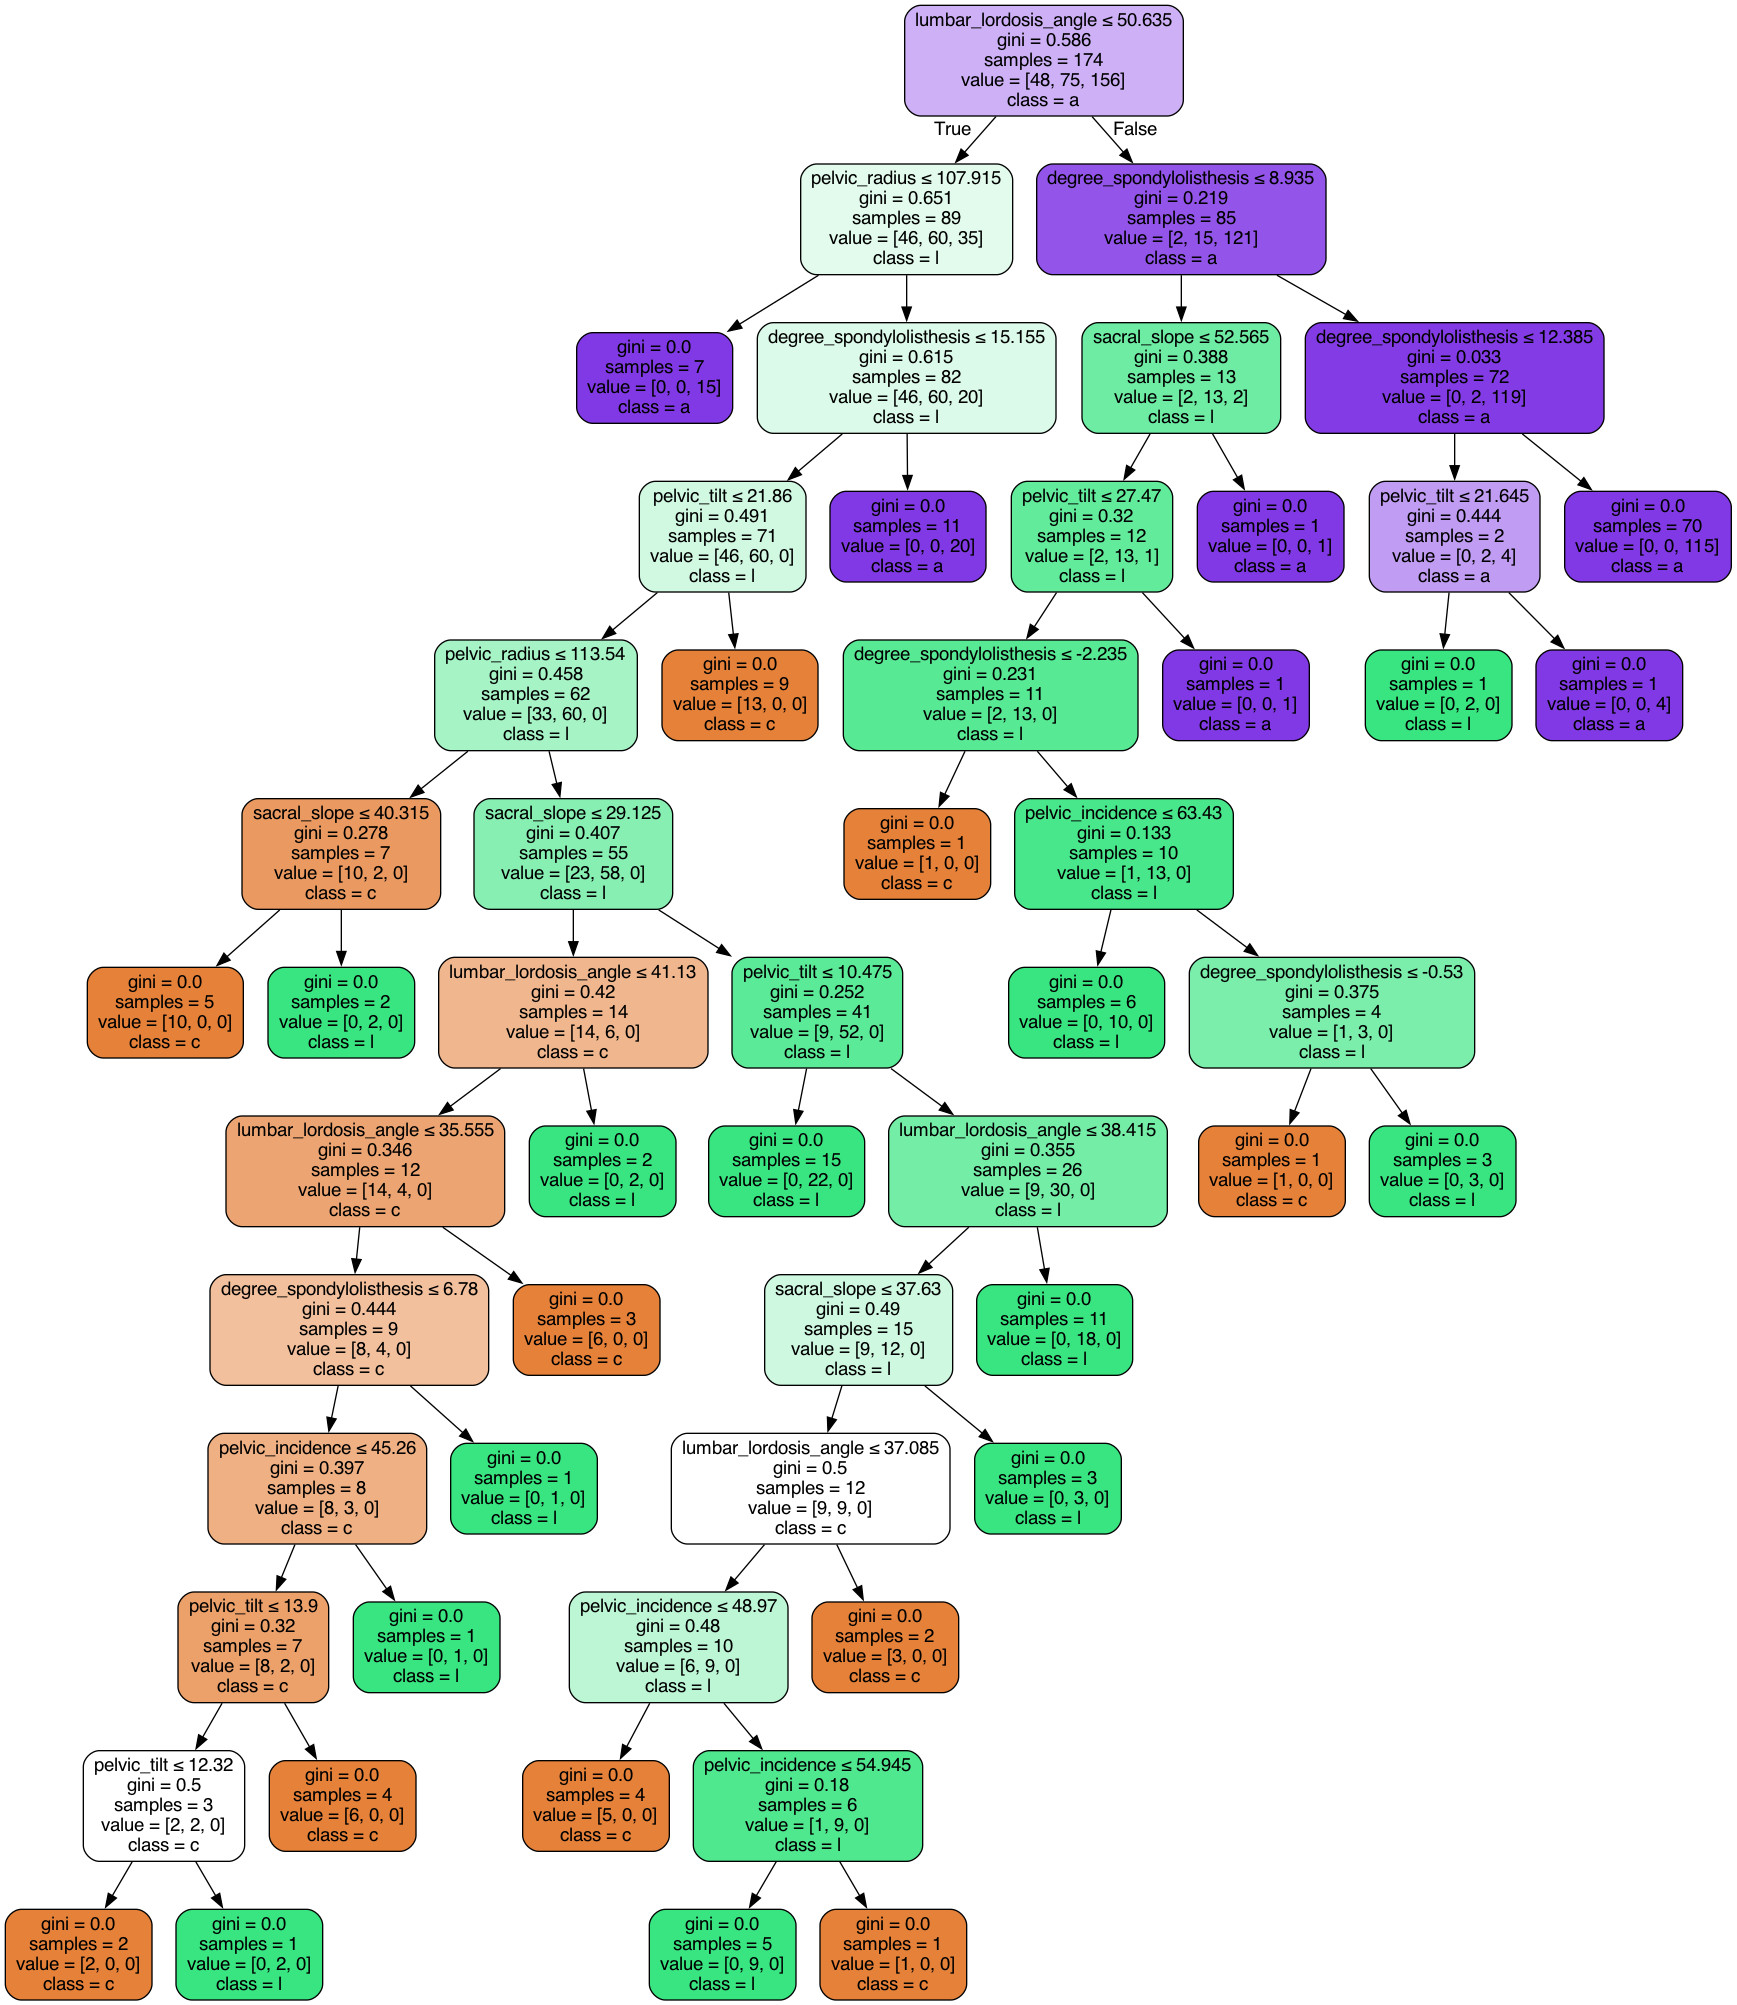 lumbar_lordosis_angle ≤ 50.635
gini = 0.586
samples = 174
value = [48, 75, 156]
class = a
True
False
pelvic_radius ≤ 107.915
gini = 0.651
samples = 89
value = [46, 60, 35]
class = l
degree_spondylolisthesis ≤ 8.935
gini = 0.219
samples = 85
value = [2, 15, 121]
class = a
gini = 0.0
samples = 7
value = [0, 0, 15]
class = a
degree_spondylolisthesis ≤ 15.155
gini = 0.615
samples = 82
value = [46, 60, 20]
class = l
sacral_slope ≤ 52.565
gini = 0.388
samples = 13
value = [2, 13, 2]
class = l
degree_spondylolisthesis ≤ 12.385
gini = 0.033
samples = 72
value = [0, 2, 119]
class = a
pelvic_tilt ≤ 21.86
gini = 0.491
samples = 71
value = [46, 60, 0]
class = l
gini = 0.0
samples = 11
value = [0, 0, 20]
class = a
pelvic_tilt ≤ 27.47
gini = 0.32
samples = 12
value = [2, 13, 1]
class = l
gini = 0.0
samples = 1
value = [0, 0, 1]
class = a
pelvic_tilt ≤ 21.645
gini = 0.444
samples = 2
value = [0, 2, 4]
class = a
gini = 0.0
samples = 70
value = [0, 0, 115]
class = a
pelvic_radius ≤ 113.54
gini = 0.458
samples = 62
value = [33, 60, 0]
class = l
gini = 0.0
samples = 9
value = [13, 0, 0]
class = c
degree_spondylolisthesis ≤ -2.235
gini = 0.231
samples = 11
value = [2, 13, 0]
class = l
gini = 0.0
samples = 1
value = [0, 0, 1]
class = a
gini = 0.0
samples = 1
value = [0, 2, 0]
class = l
gini = 0.0
samples = 1
value = [0, 0, 4]
class = a
sacral_slope ≤ 40.315
gini = 0.278
samples = 7
value = [10, 2, 0]
class = c
sacral_slope ≤ 29.125
gini = 0.407
samples = 55
value = [23, 58, 0]
class = l
gini = 0.0
samples = 1
value = [1, 0, 0]
class = c
pelvic_incidence ≤ 63.43
gini = 0.133
samples = 10
value = [1, 13, 0]
class = l
gini = 0.0
samples = 5
value = [10, 0, 0]
class = c
gini = 0.0
samples = 2
value = [0, 2, 0]
class = l
lumbar_lordosis_angle ≤ 41.13
gini = 0.42
samples = 14
value = [14, 6, 0]
class = c
pelvic_tilt ≤ 10.475
gini = 0.252
samples = 41
value = [9, 52, 0]
class = l
gini = 0.0
samples = 6
value = [0, 10, 0]
class = l
degree_spondylolisthesis ≤ -0.53
gini = 0.375
samples = 4
value = [1, 3, 0]
class = l
lumbar_lordosis_angle ≤ 35.555
gini = 0.346
samples = 12
value = [14, 4, 0]
class = c
gini = 0.0
samples = 2
value = [0, 2, 0]
class = l
gini = 0.0
samples = 15
value = [0, 22, 0]
class = l
lumbar_lordosis_angle ≤ 38.415
gini = 0.355
samples = 26
value = [9, 30, 0]
class = l
gini = 0.0
samples = 1
value = [1, 0, 0]
class = c
gini = 0.0
samples = 3
value = [0, 3, 0]
class = l
degree_spondylolisthesis ≤ 6.78
gini = 0.444
samples = 9
value = [8, 4, 0]
class = c
gini = 0.0
samples = 3
value = [6, 0, 0]
class = c
sacral_slope ≤ 37.63
gini = 0.49
samples = 15
value = [9, 12, 0]
class = l
gini = 0.0
samples = 11
value = [0, 18, 0]
class = l
pelvic_incidence ≤ 45.26
gini = 0.397
samples = 8
value = [8, 3, 0]
class = c
gini = 0.0
samples = 1
value = [0, 1, 0]
class = l
lumbar_lordosis_angle ≤ 37.085
gini = 0.5
samples = 12
value = [9, 9, 0]
class = c
gini = 0.0
samples = 3
value = [0, 3, 0]
class = l
pelvic_tilt ≤ 13.9
gini = 0.32
samples = 7
value = [8, 2, 0]
class = c
gini = 0.0
samples = 1
value = [0, 1, 0]
class = l
pelvic_incidence ≤ 48.97
gini = 0.48
samples = 10
value = [6, 9, 0]
class = l
gini = 0.0
samples = 2
value = [3, 0, 0]
class = c
pelvic_tilt ≤ 12.32
gini = 0.5
samples = 3
value = [2, 2, 0]
class = c
gini = 0.0
samples = 4
value = [6, 0, 0]
class = c
gini = 0.0
samples = 4
value = [5, 0, 0]
class = c
pelvic_incidence ≤ 54.945
gini = 0.18
samples = 6
value = [1, 9, 0]
class = l
gini = 0.0
samples = 2
value = [2, 0, 0]
class = c
gini = 0.0
samples = 1
value = [0, 2, 0]
class = l
gini = 0.0
samples = 5
value = [0, 9, 0]
class = l
gini = 0.0
samples = 1
value = [1, 0, 0]
class = c